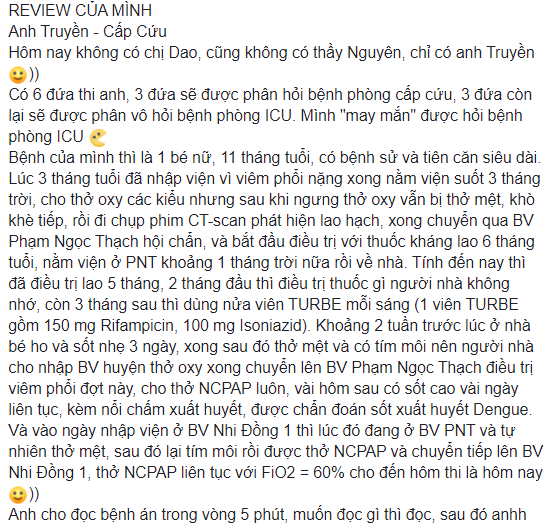 REVIEW CỦA MÌNH
Anh Truyền - Cấp Cứu
Hôm nay không có chị Dao, cũng không có thầy Nguyên, chỉ có anh Truyền
))
Có 6 đứa thi anh, 3 đứa sẽ được phân hỏi bệnh phòng cấp cứu, 3 đứa còn
lại sẽ được phân vô hỏi bệnh phòng ICU. Mình "may mắn" được hỏi bệnh
phòng ICU
Bệnh của mình thì là 1 bé nữ, 11 tháng tuổi, có bệnh sử và tiên căn siêu dài.
Lúc 3 tháng tuổi đã nhập viện vì viêm phổi nặng xong nằm viện suốt 3 tháng
trời, cho thở oxy các kiểu nhưng sau khi ngưng thở oxy vẫn bị thở mệt, khò
khè tiếp, rồi đi chụp phim CT-scan phát hiện lao hạch, xong chuyển qua BV
Phạm Ngọc Thạch hội chẩn, và bắt đầu điều trị với thuốc kháng lao 6 tháng
tuổi, nằm viện ở PNT khoảng 1 tháng trời nữa rồi về nhà. Tính đến nay thì
đã điều trị lao 5 tháng, 2 tháng đầu thì điều trị thuốc gì người nhà không
nhớ, còn 3 tháng sau thì dùng nửa viên TURBE mỗi sáng (1 viên TURBE
gồm 150 mg Rifampicin, 100 mg Isoniazid). Khoảng 2 tuần trước lúc ở nhà
bé ho và sốt nhẹ 3 ngày, xong sau đó thở mệt và có tím môi nên người nhà
cho nhập BV huyện thở oxy xong chuyển lên BV Phạm Ngọc Thạch điều trị
viêm phổi đợt này, cho thở NCPAP luôn, vài hôm sau có sốt cao vài ngày
liên tục, kèm nổi chấm xuất huyết, được chẩn đoán sốt xuất huyết Dengue.
Và vào ngày nhập viện ở BV Nhi Đồng 1 thì lúc đó đang ở BV PNT và tự
nhiên thở mệt, sau đó lại tím môi rồi được thở NCPAP và chuyển tiếp lên BV
Nhi Đồng 1, thở NCPAP liên tục với FiO2 = 60% cho đến hôm thi là hôm nay
))
Anh cho đọc bệnh án trong vòng 5 phút, muốn đọc gì thì đọc, sau đó anhh